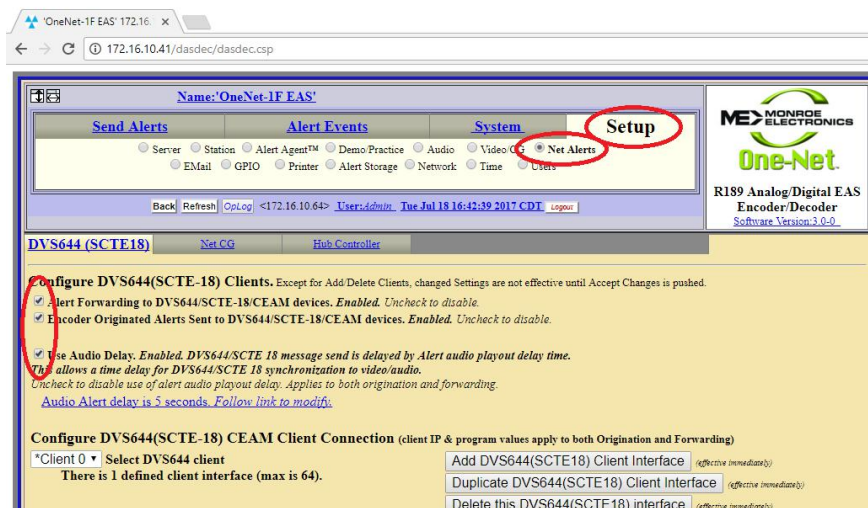 'OneNet-1F EAS' 172.16.
172.16.10.41/dasdec/dasdec.csp
Name:'OneNet-1F EAS'
Send Alerts Alert Events System Setup
Server Station Alert Agent™ Demo/Practice Audio Video/CG Net Alerts
EMail GPIO Printer Alert Storage Network Time Users
Back Refresh OpLog <172.16.10.64> User:Admin Tue Jul 18 16:42:39 2017 CDT Logout
MONROE
ELECTRONICS
One-Net
R189 Analog/Digital EAS
Encoder/Decoder
Software Version:3.0-0
DVS644 (SCTE18) Net CG Hub Controller
Configure DVS644(SCTE-18) Clients. Except for Add/Delete Clients, changed Settings are not effective until Accept Changes is pushed.
Alert Forwarding to DVS644/SCTE-18/CEAM devices. Enabled. Uncheck to disable.
Encoder Originated Alerts Sent to DVS644/SCTE-18/CEAM devices. Enabled. Uncheck to disable.
Use Audio Delay. Enabled. DVS644/SCTE 18 message send is delayed by Alert audio playout delay time.
This allows a time delay for DVS644/SCTE 18 synchronization to video/audio.
Uncheck to disable use of alert audio playout delay. Applies to both origination and forwarding.
Audio Alert delay is 5 seconds. Follow link to modify.
Configure DVS644(SCTE-18) CEAM Client Connection (client IP & program values apply to both Origination and Forwarding)
*Client 0 Select DVS644 client
There is 1 defined client interface (max is 64).
Add DVS644(SCTE18) Client Interface (effective immediately)
Duplicate DVS644(SCTE18) Client Interface (effective immediately)
Delete this DVS644(SCTE18) interface (effective immediately)